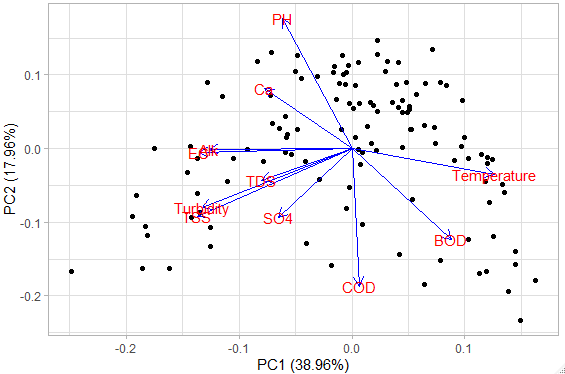 PH
0.1
Ca
Alk
EC
0.0
Temperature
TDS
Turbidity
TSS
SO4
-0.1
BOD
COD
-0.2
PC2 (17.96%)
-0.2
-0.1
0.0
0.1
PC1 (38.96%)